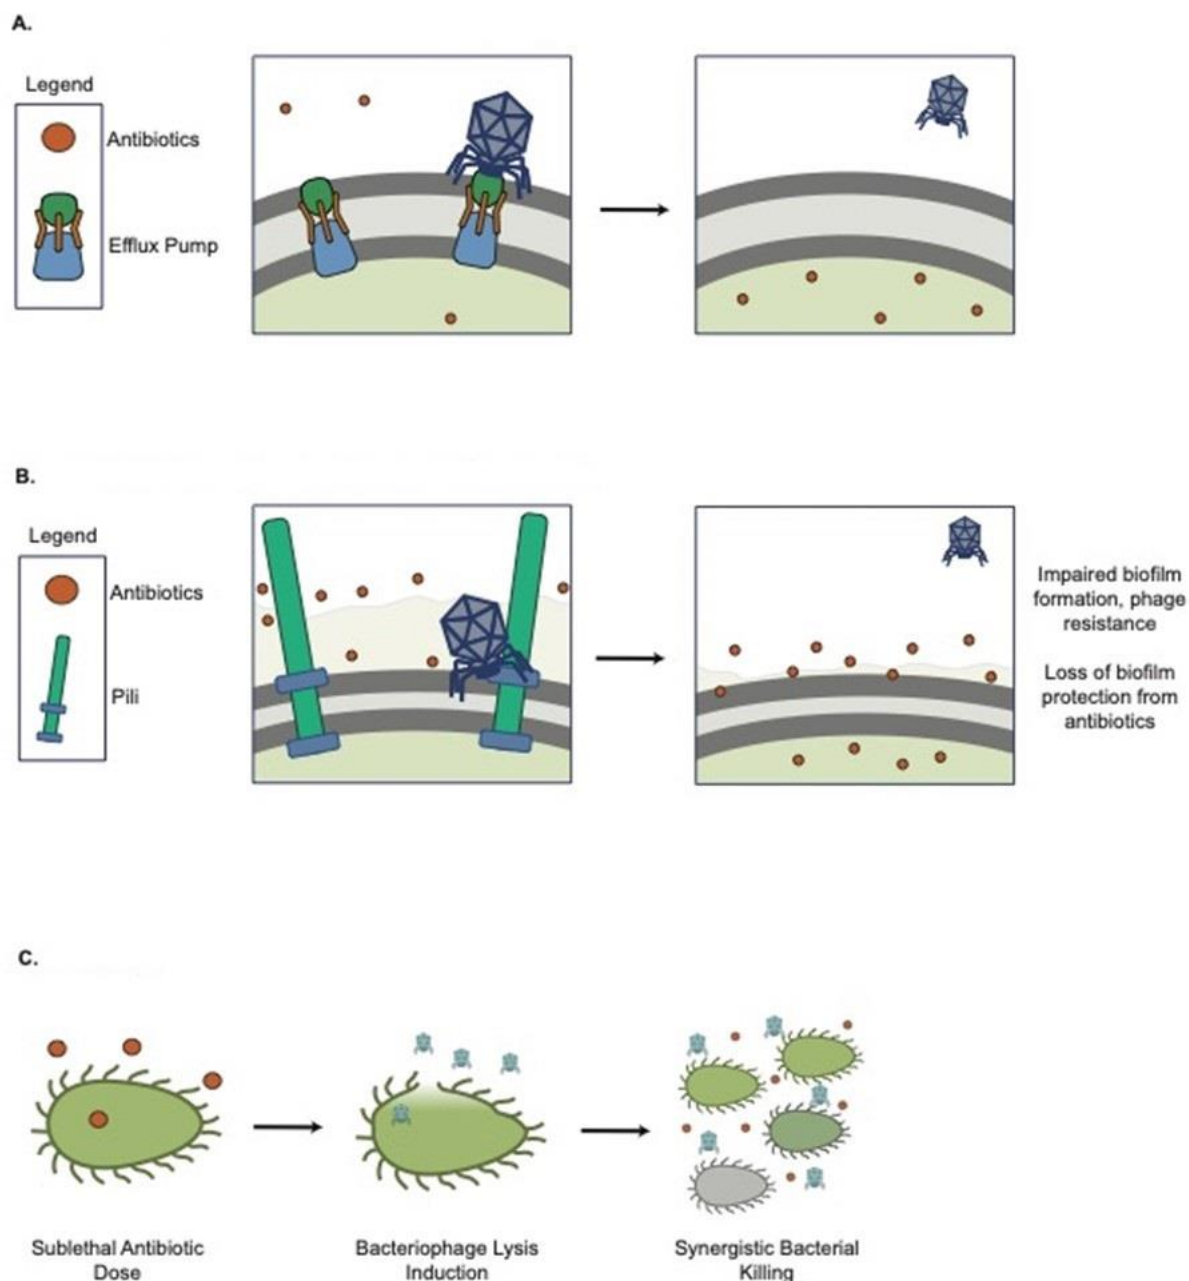 A.
Legend
Antibiotics
Efflux Pump
B.
Legend
Antibiotics
Pili
Impaired biofilm
formation, phage
resistance
Loss of biofilm
protection from
antibiotics
C.
Sublethal Antibiotic
Dose
Bacteriophage Lysis
Induction
Synergistic Bacterial
Killing